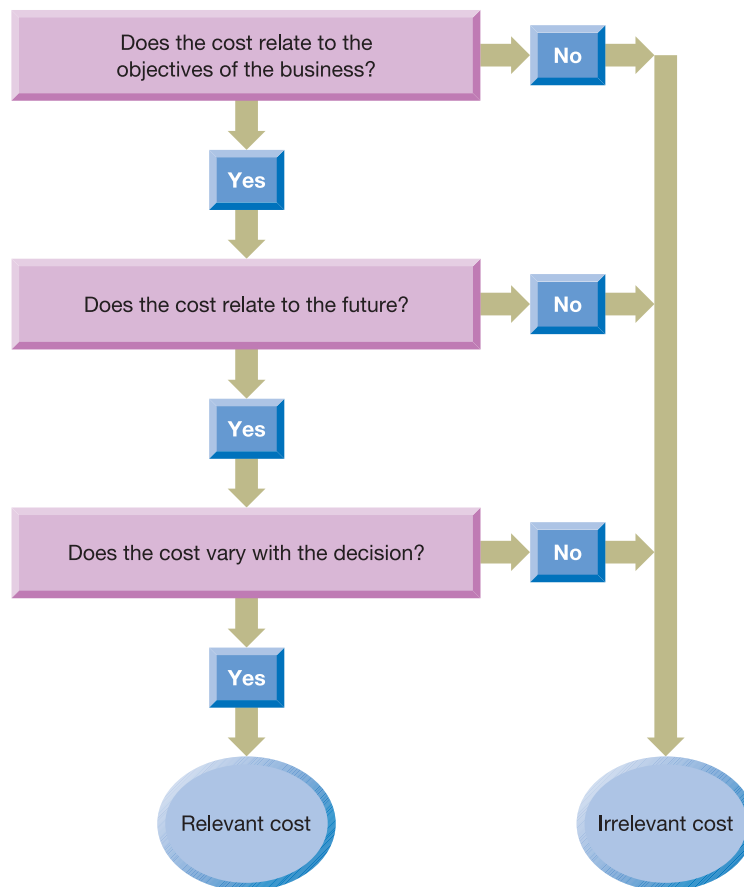 Does the cost relate to the
objectives of the business?
No
Yes
Does the cost relate to the future?
No
Yes
Does the cost vary with the decision?
No
Yes
Relevant cost
Irrelevant cost